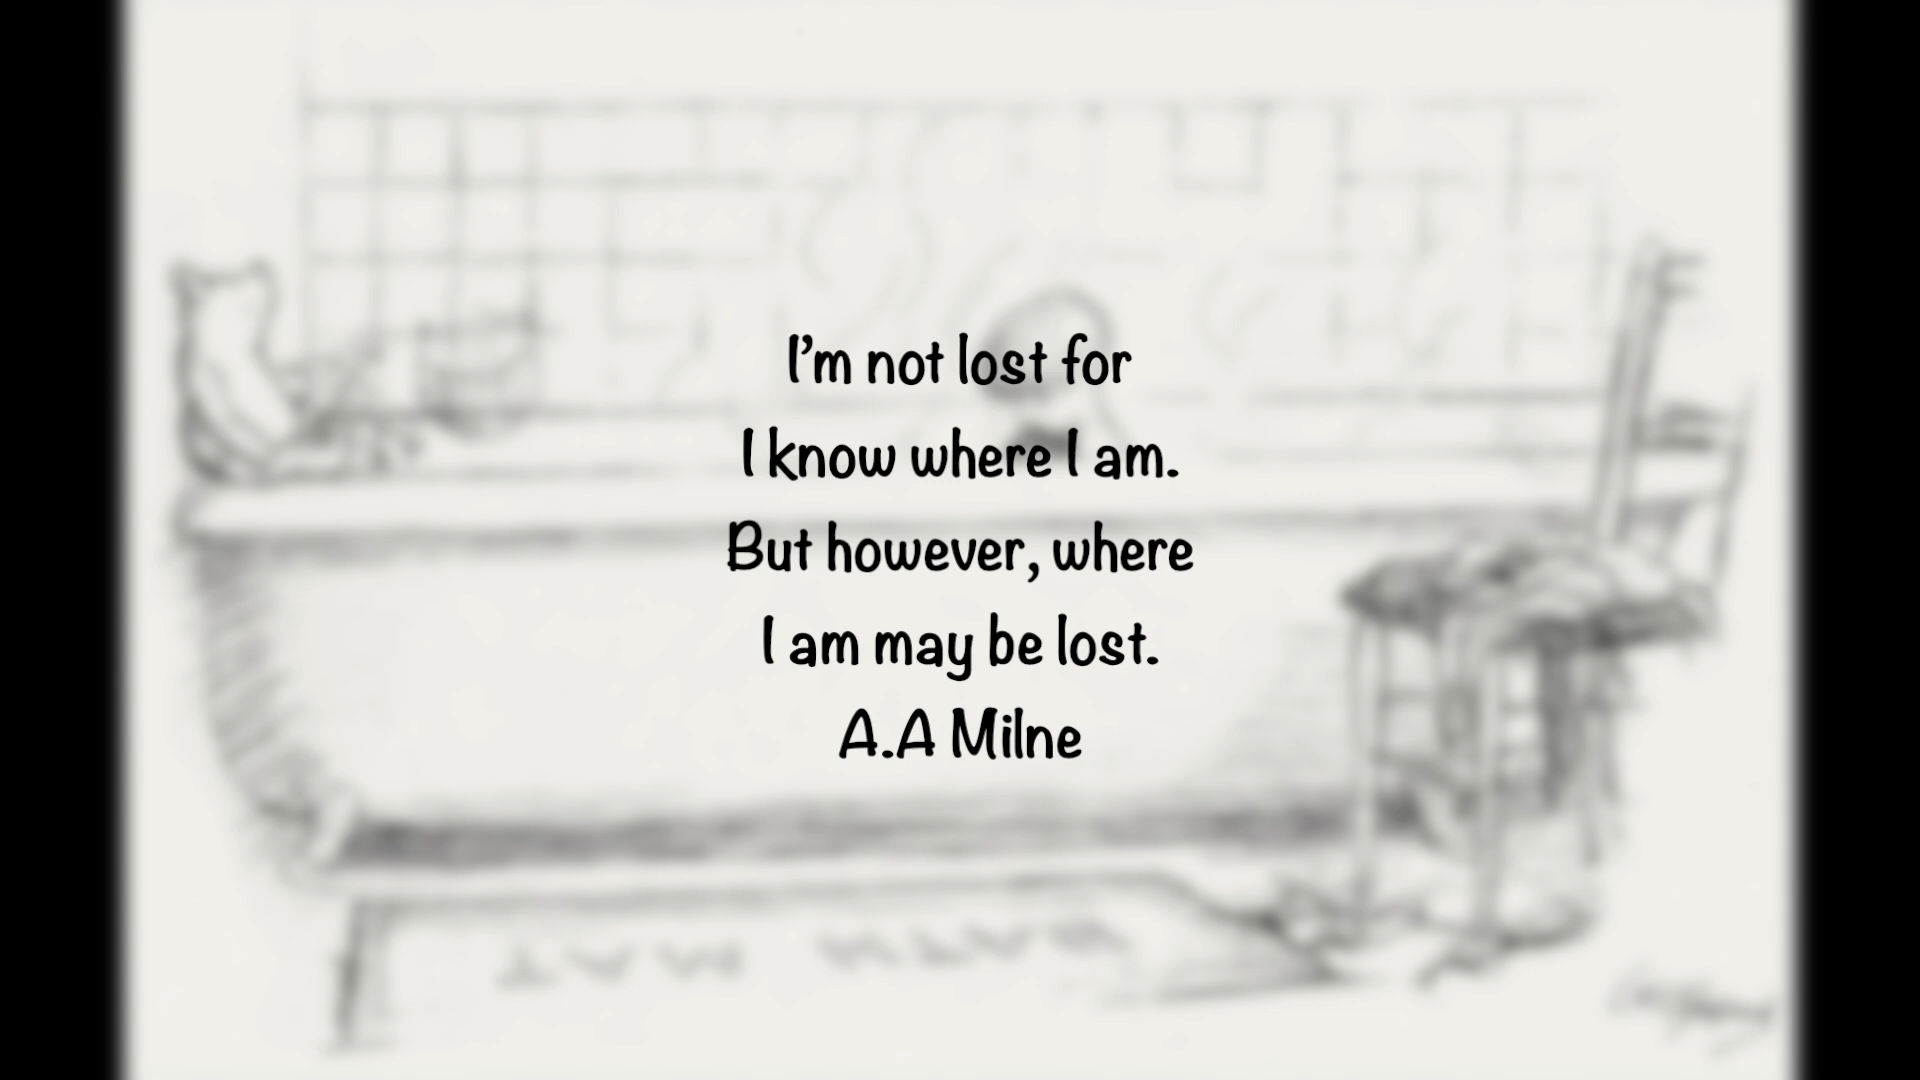 I'm not lost for
I know where I am.
But however, where
I am may be lost.
A.A Milne